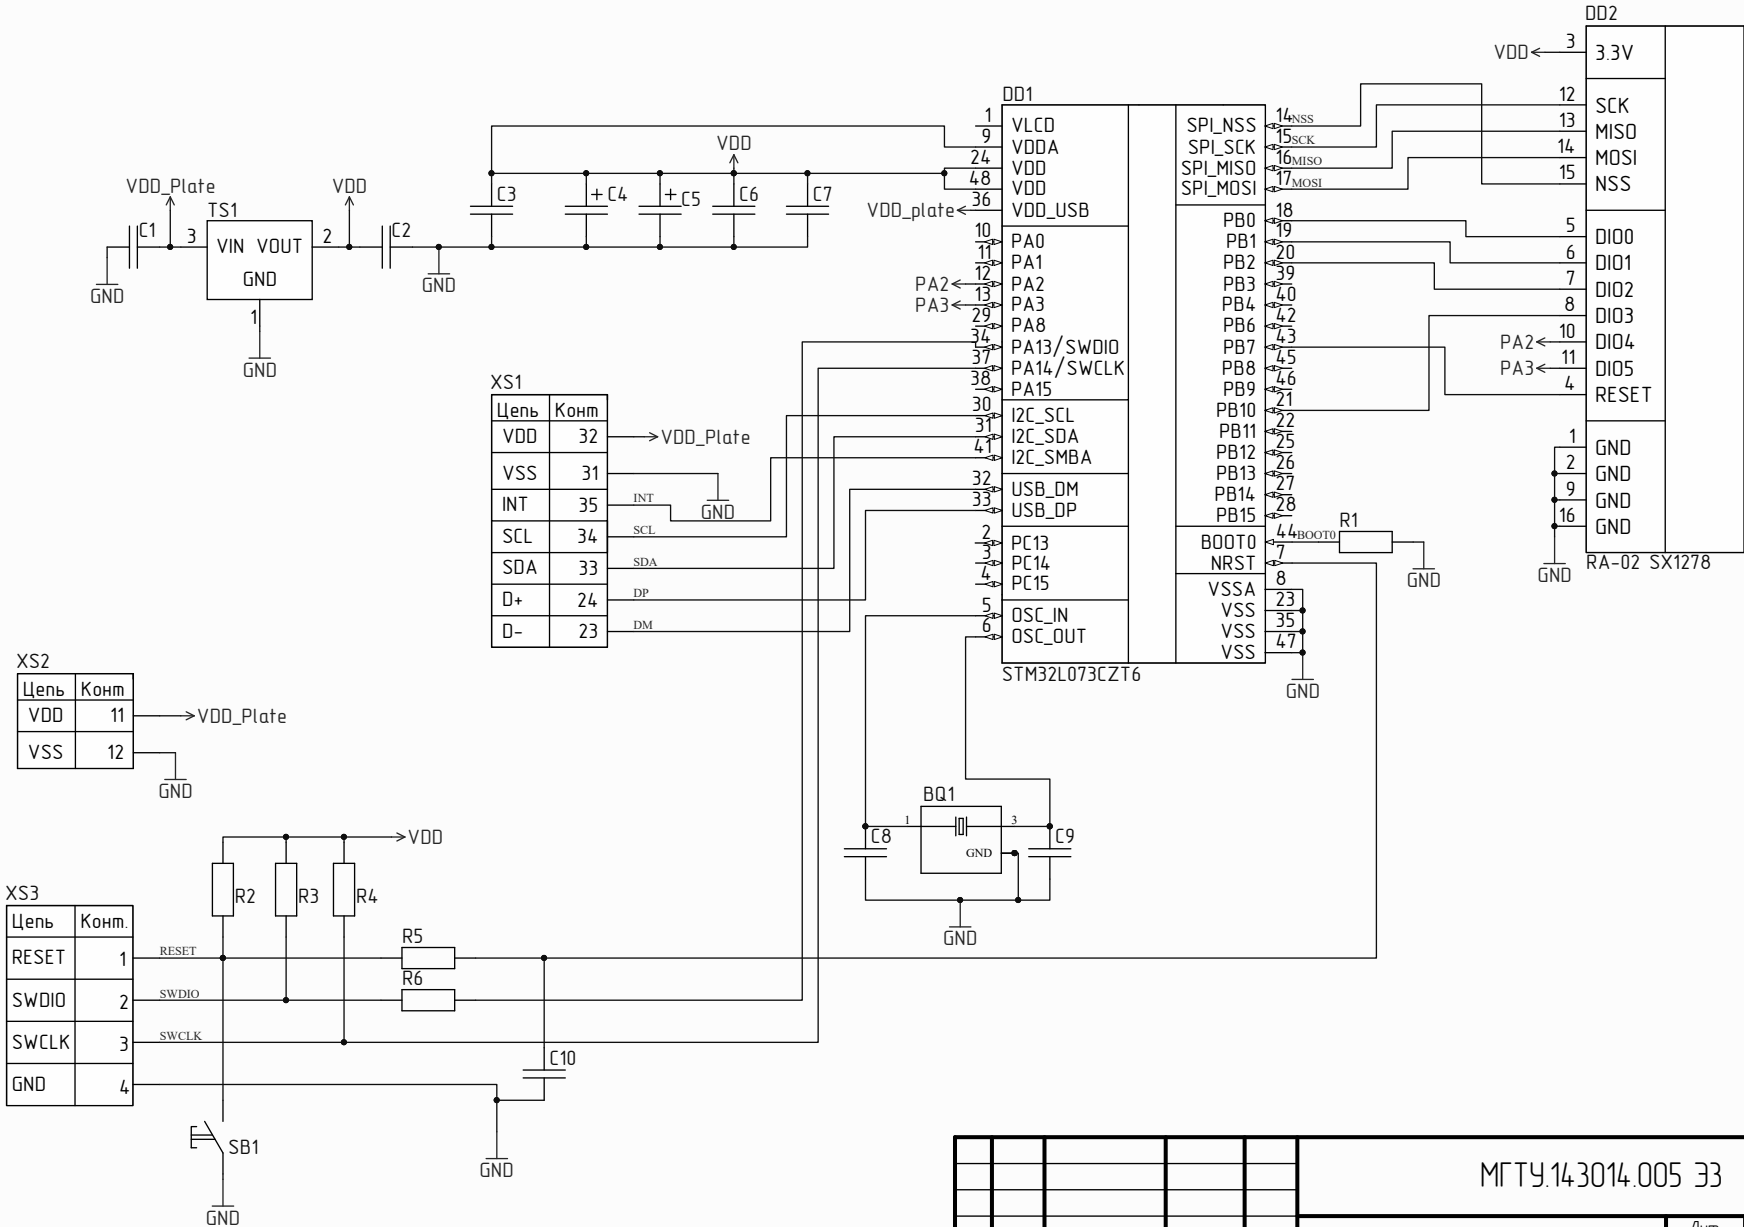 DD2
3 3.3V
VDD
12 SCK
13 MISO
14 MOSI
15 NSS
5 DIO0
6 DIO1
7 DIO2
8 DIO3
PA2 10 DIO4
PA3 11 DIO5
4 RESET
1 GND
2 GND
9 GND
16 GND
GND
RA-02 SX1278
DD1
1 VLCD
9 VDDA
24 VDD
48 VDD
VDD_plate 36 VDD_USB
10 PA0
11 PA1
PA2 12 PA2
PA3 13 PA3
29 PA8
34 PA13/SWDIO
37 PA14/SWCLK
38 PA15
30 I2C_SCL
31 I2C_SDA
41 I2C_SMBA
32 USB_DM
33 USB_DP
2 PC13
3 PC14
4 PC15
5 OSC_IN
6 OSC_OUT
SPI_NSS 14 NSS
SPI_SCK 15 SCK
SPI_MISO 16 MISO
SPI_MOSI 17 MOSI
PB0 18
PB1 19
PB2 20
PB3 39
PB4 40
PB6 42
PB7 43
PB8 45
PB9 46
PB10 21
PB11 22
PB12 25
PB13 26
PB14 27
PB15 28
BOOT0 44 BOOT0 R1
GND
NRST 7
VSSA 8
VSS 23
VSS 35
VSS 47
GND
STM32L073CZT6
VDD_Plate
VDD
TS1
C1 3 VIN VOUT 2 C2
GND
GND
1
GND
GND
VDD
C3 + C4 + C5 C6 C7
XS1
Цепь Конт
VDD 32 VDD_Plate
VSS 31
GND
INT 35 INT
SCL 34 SCL
SDA 33 SDA
D+ 24 DP
D- 23 DM
XS2
Цепь Конт
VDD 11 VDD_Plate
VSS 12
GND
BQ1
C8 1 3 C9
GND
GND
VDD
R2 R3 R4
XS3
Цепь Конт.
RESET 1 RESET R5
SWDIO 2 SWDIO R6
SWCLK 3 SWCLK
GND 4
C10
SB1
GND
GND
МГТУ.143014.005 ЭЗ